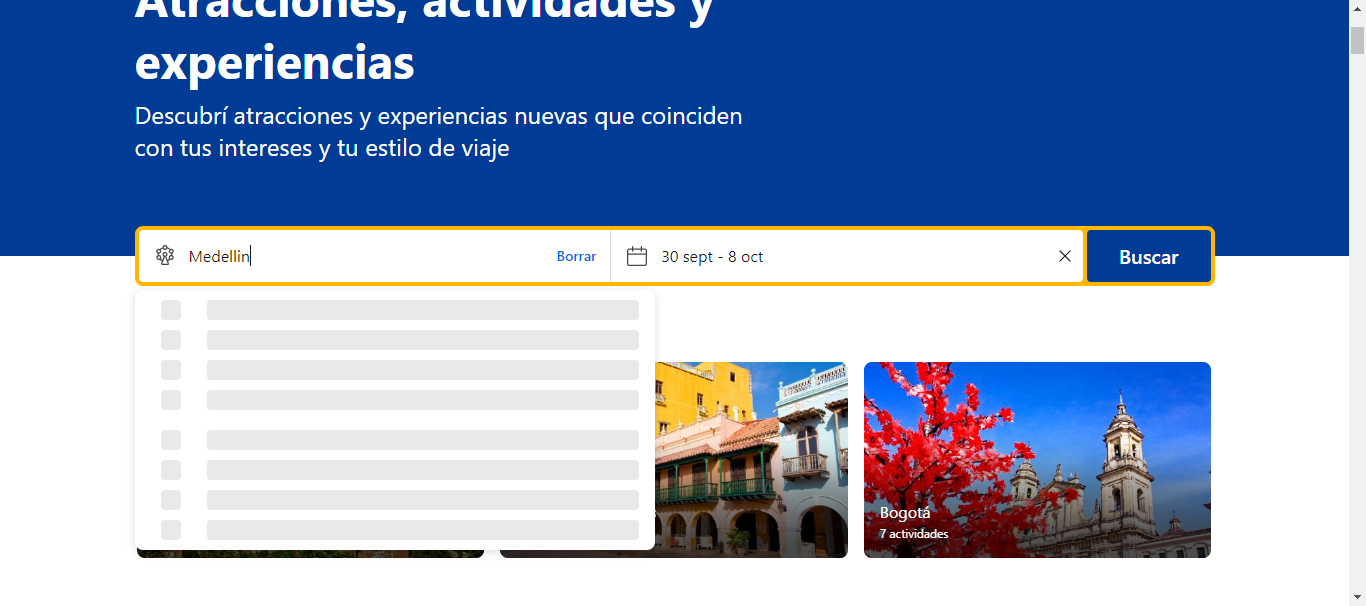 Atracciones, actividades y
experiencias
Descubrí atracciones y experiencias nuevas que coinciden
con tus intereses y tu estilo de viaje
Medellin
Borrar
30 sept - 8 oct
Buscar
Bogotá
7 actividades